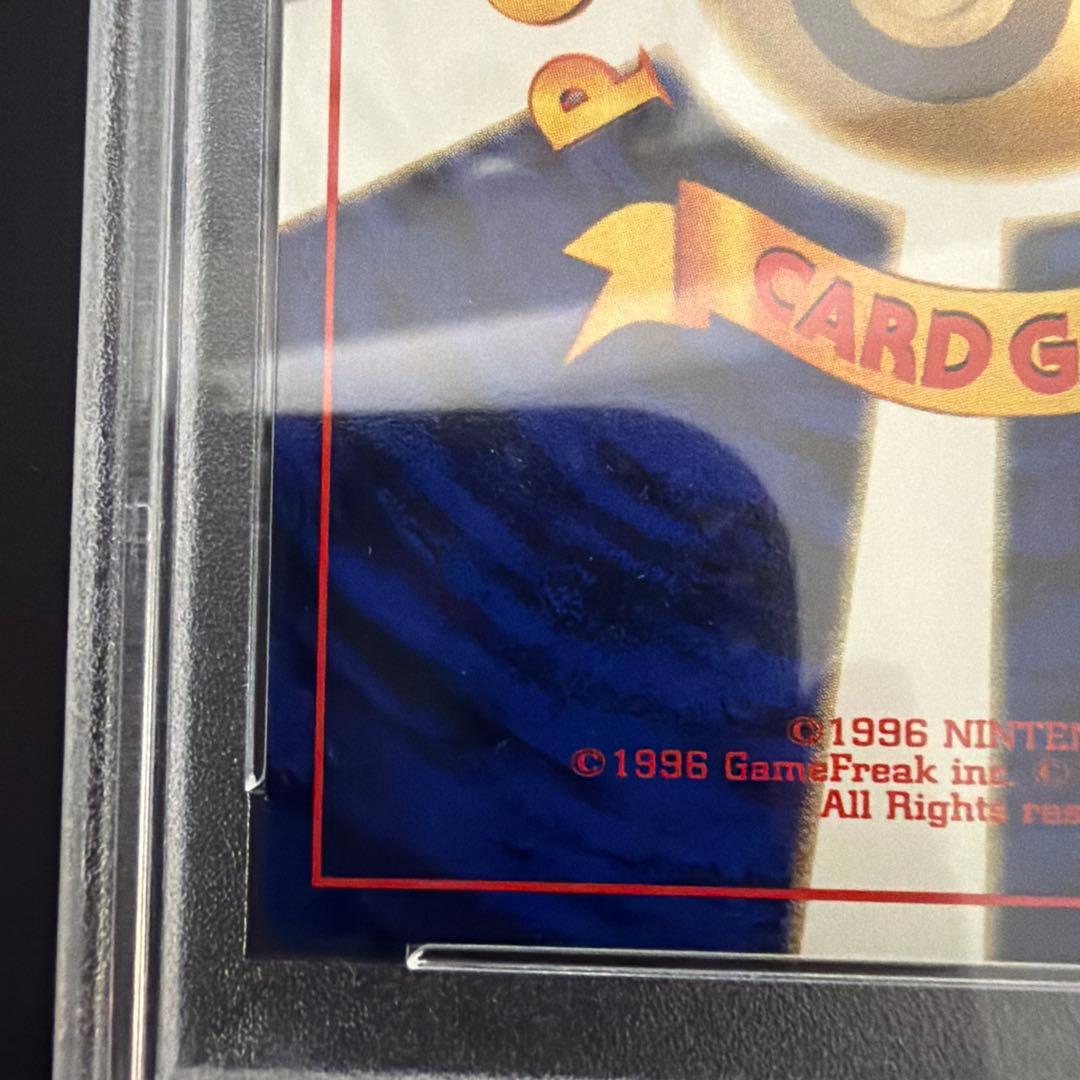 P
CARD G
©1996 NINTEN
©1996 GameFreak inc. ©
All Rights res